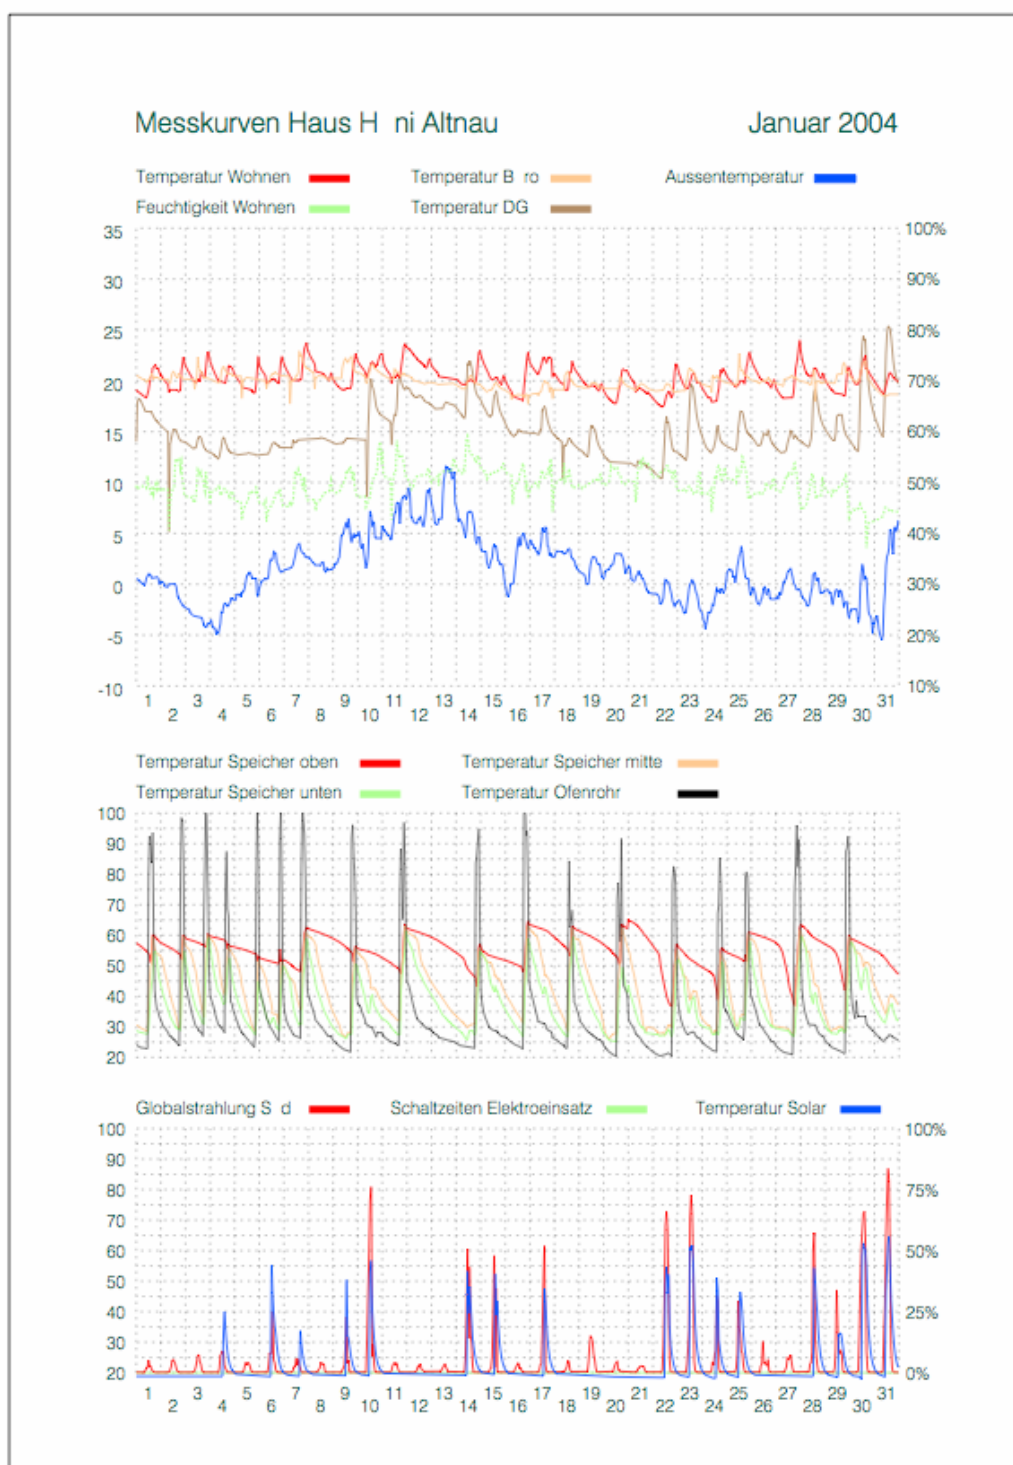 Messkurven Haus H ni Altnau Januar 2004
Temperatur Wohnen Temperatur B ro Aussentemperatur
Feuchtigkeit Wohnen Temperatur DG
35 100%
30 90%
25 80%
20 70%
15 60%
10 50%
5 40%
0 30%
-5 20%
-10 10%
1 3 5 7 9 11 13 15 17 19 21 23 25 27 29 31
2 4 6 8 10 12 14 16 18 20 22 24 26 28 30
Temperatur Speicher oben Temperatur Speicher mitte
Temperatur Speicher unten Temperatur Ofenrohr
100
90
80
70
60
50
40
30
20
Globalstrahlung S d Schaltzeiten Elektroeinsatz Temperatur Solar
100 100%
90
80 75%
70
60 50%
50
40 25%
30
20 0%
1 3 5 7 9 11 13 15 17 19 21 23 25 27 29 31
2 4 6 8 10 12 14 16 18 20 22 24 26 28 30